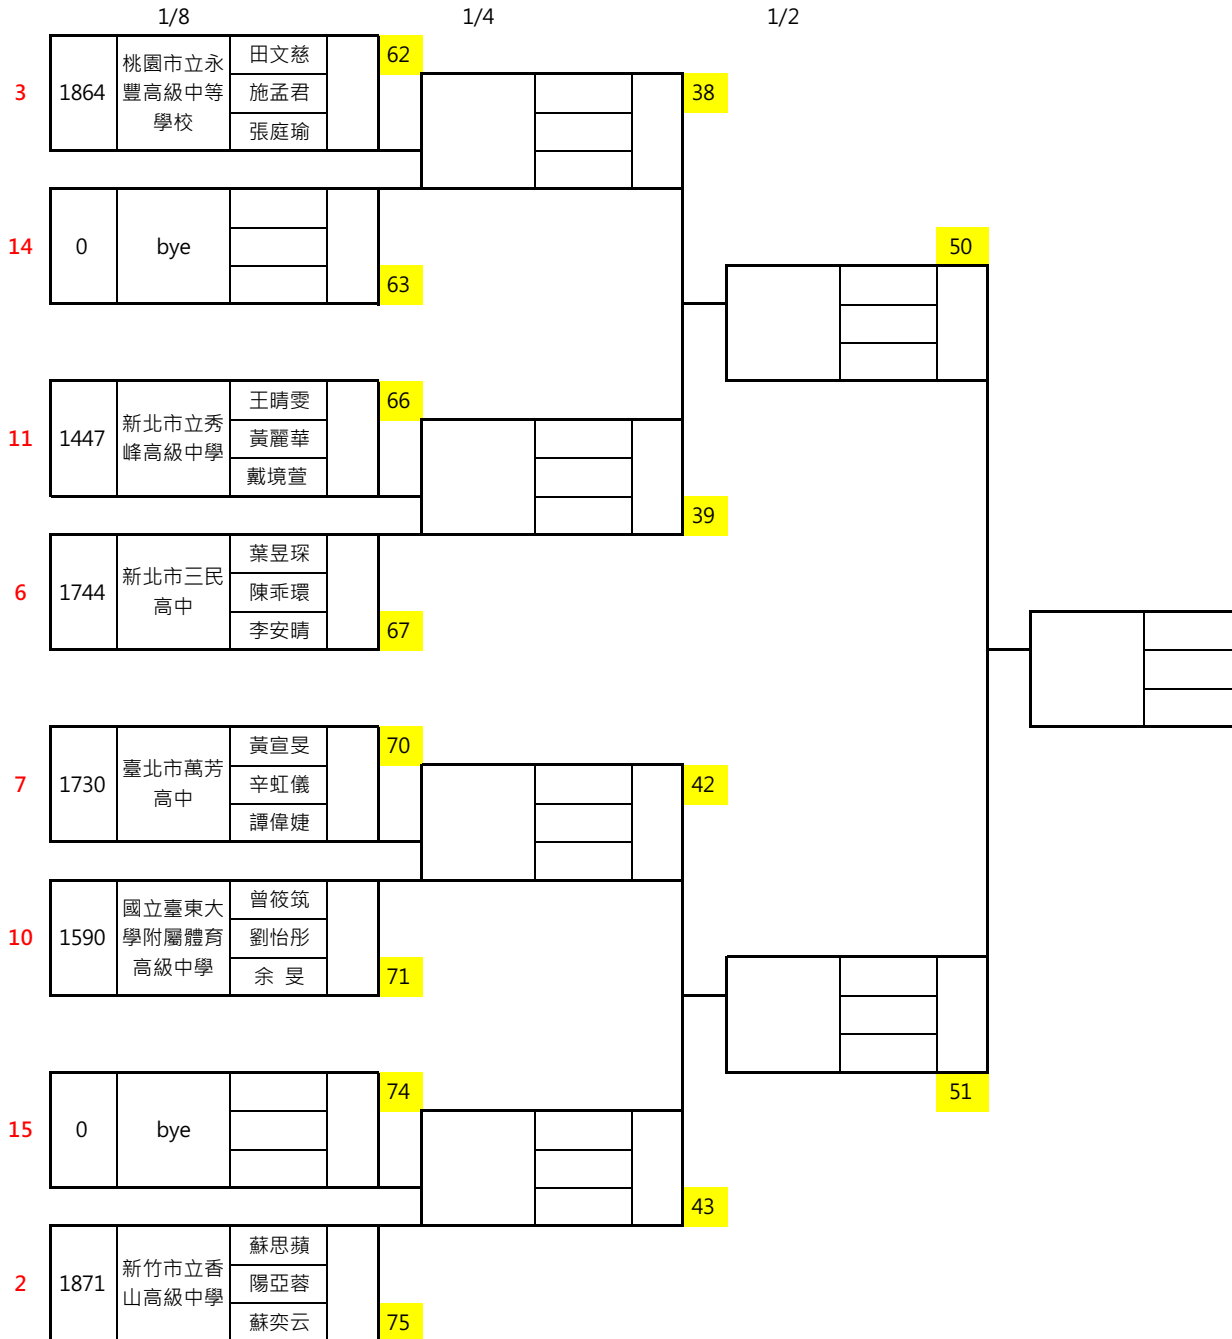 1/8 1/4 1/2
3 1864 桃園市立永豐高級中等學校
田文慈
施孟君
張庭瑜
62
38
14 0 bye
63
50
11 1447 新北市立秀峰高級中學
王晴雯
黃麗華
戴境萱
66
39
6 1744 新北市三民高中
葉昱琛
陳乖環
李安晴
67
7 1730 臺北市萬芳高中
黃宣旻
辛虹儀
譚偉婕
70
42
10 1590 國立臺東大學附屬體育高級中學
曾筱筑
劉怡彤
余 旻
71
51
15 0 bye
74
43
2 1871 新竹市立香山高級中學
蘇思蘋
陽亞蓉
蘇奕云
75